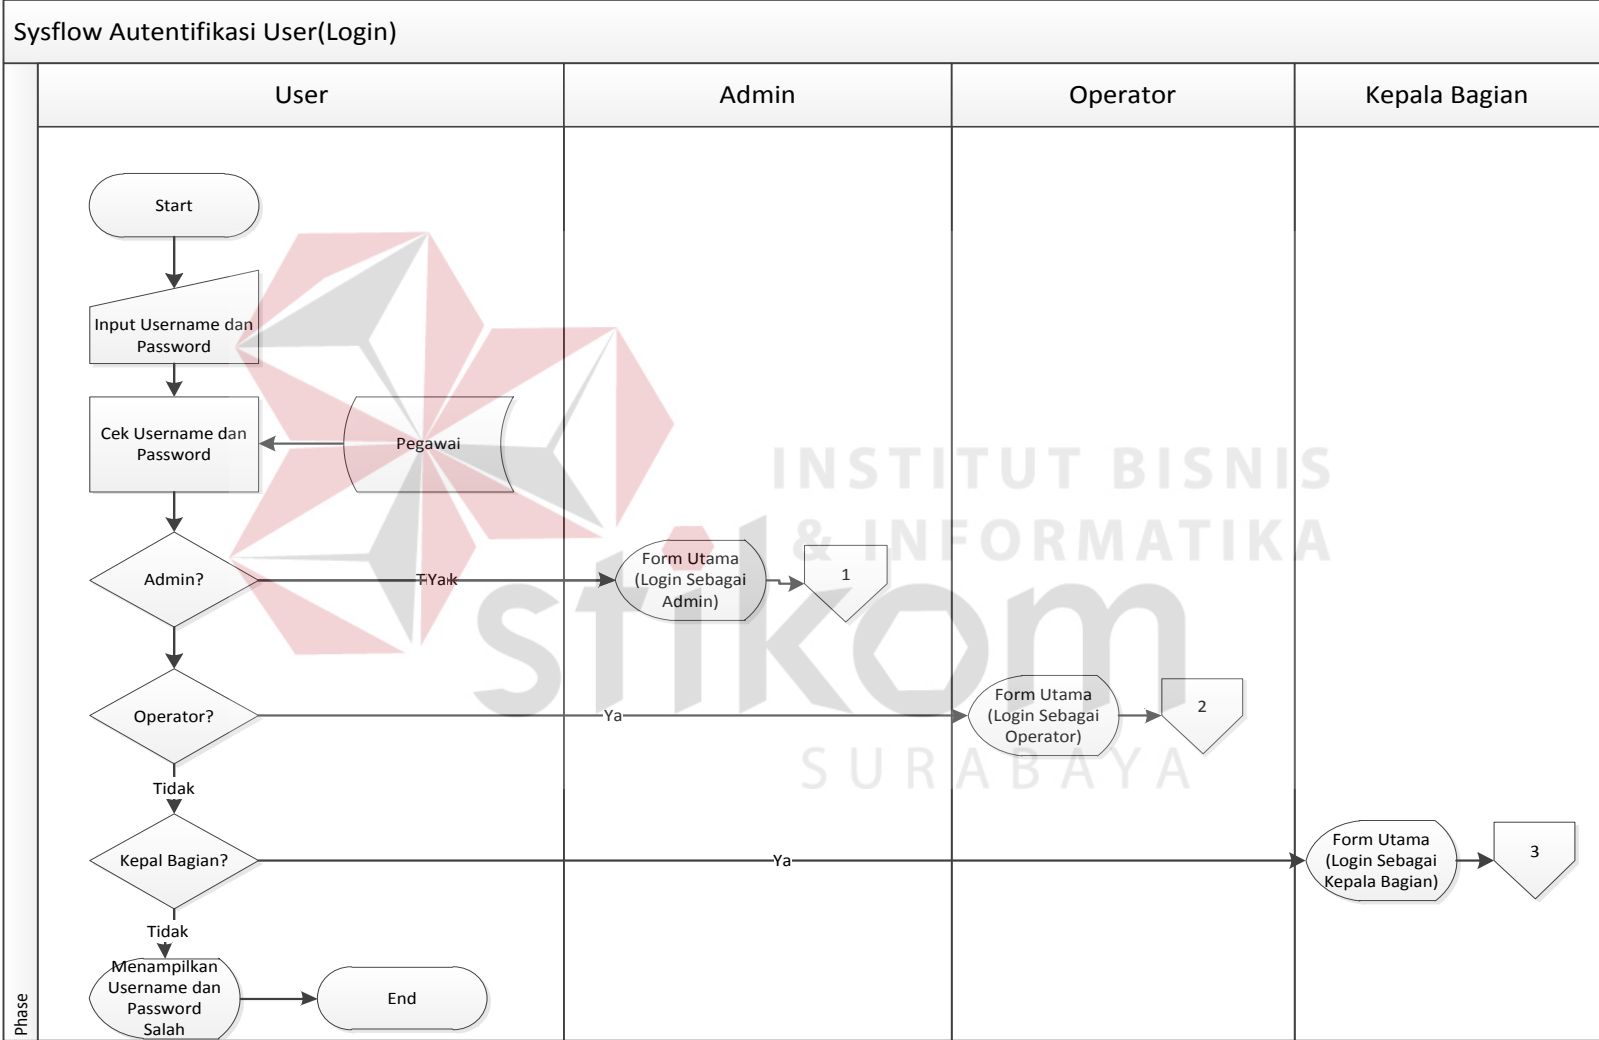 Sysflow Autentifikasi User(Login)
User
Admin
Operator
Kepala Bagian
Start
Input Username dan
Password
Cek Username dan
Password
Pegawai
Admin?
Ya
Form Utama
(Login Sebagai
Admin)
1
Operator?
Ya
Form Utama
(Login Sebagai
Operator)
2
Tidak
Kepal Bagian?
Ya
Form Utama
(Login Sebagai
Kepala Bagian)
3
Tidak
Menampilkan
Username dan
Password
Salah
End
Phase
INSTITUT BISNIS
& INFORMATIKA
stikom
SURABAYA